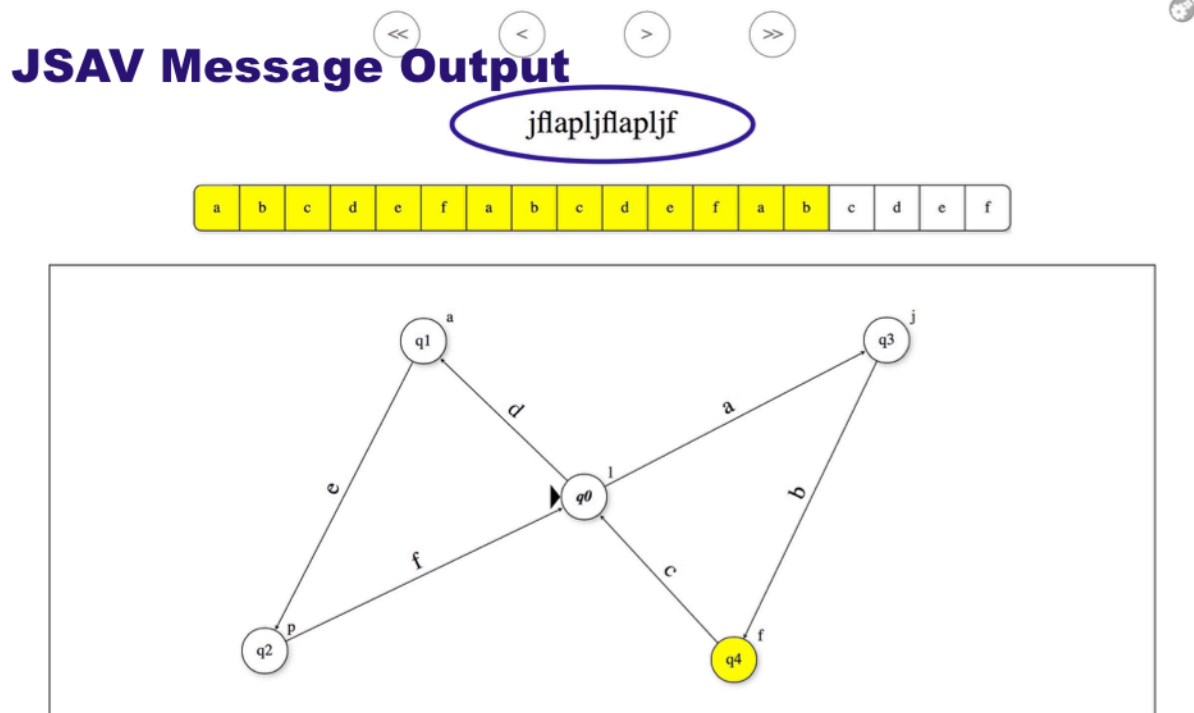 << < > >>
JSAV Message Output
jflapljflapljf
a b c d e f a b c d e f a b c d e f
a j
q1 q3
d a
l
e q0 b
f c
p f
q2 q4